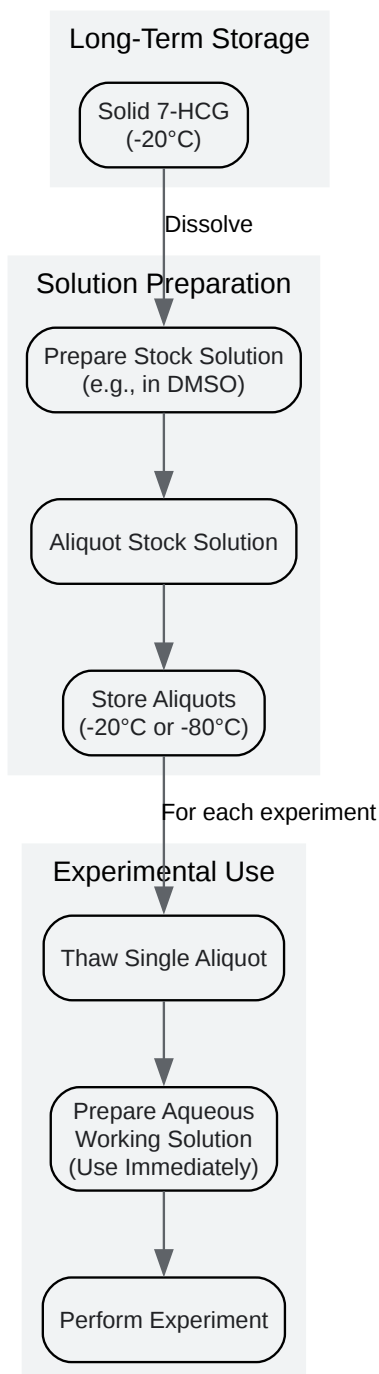 Long-Term Storage
Solid 7-HCG
(-20°C)
Dissolve
Solution Preparation
Prepare Stock Solution
(e.g., in DMSO)
Aliquot Stock Solution
Store Aliquots
(-20°C or -80°C)
For each experiment
Experimental Use
Thaw Single Aliquot
Prepare Aqueous
Working Solution
(Use Immediately)
Perform Experiment